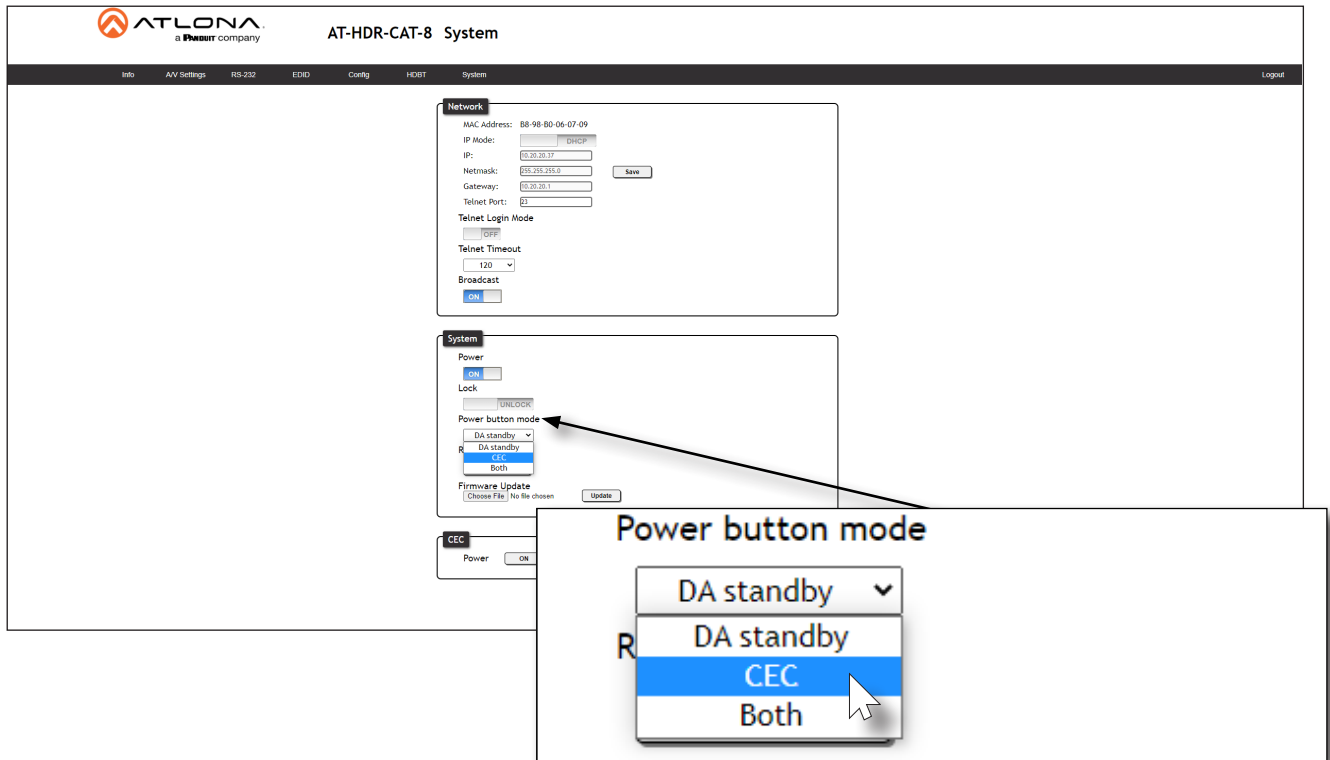 ATLONA.
a PANDUIT company
AT-HDR-CAT-8 System
Info A/V Settings RS-232 EDID Config HDBT System Logout
Network
MAC Address: B8-98-B0-06-07-09
IP Mode: DHCP
IP: 10.20.20.37
Netmask: 255.255.255.0 Save
Gateway: 10.20.20.1
Telnet Port: 23
Telnet Login Mode
OFF
Telnet Timeout
120
Broadcast
ON
System
Power
ON
Lock
UNLOCK
Power button mode
DA standby
DA standby
R
CEC
Both
Firmware Update
Choose File No file chosen Update
CEC
Power ON
Power button mode
DA standby
R DA standby
CEC
Both